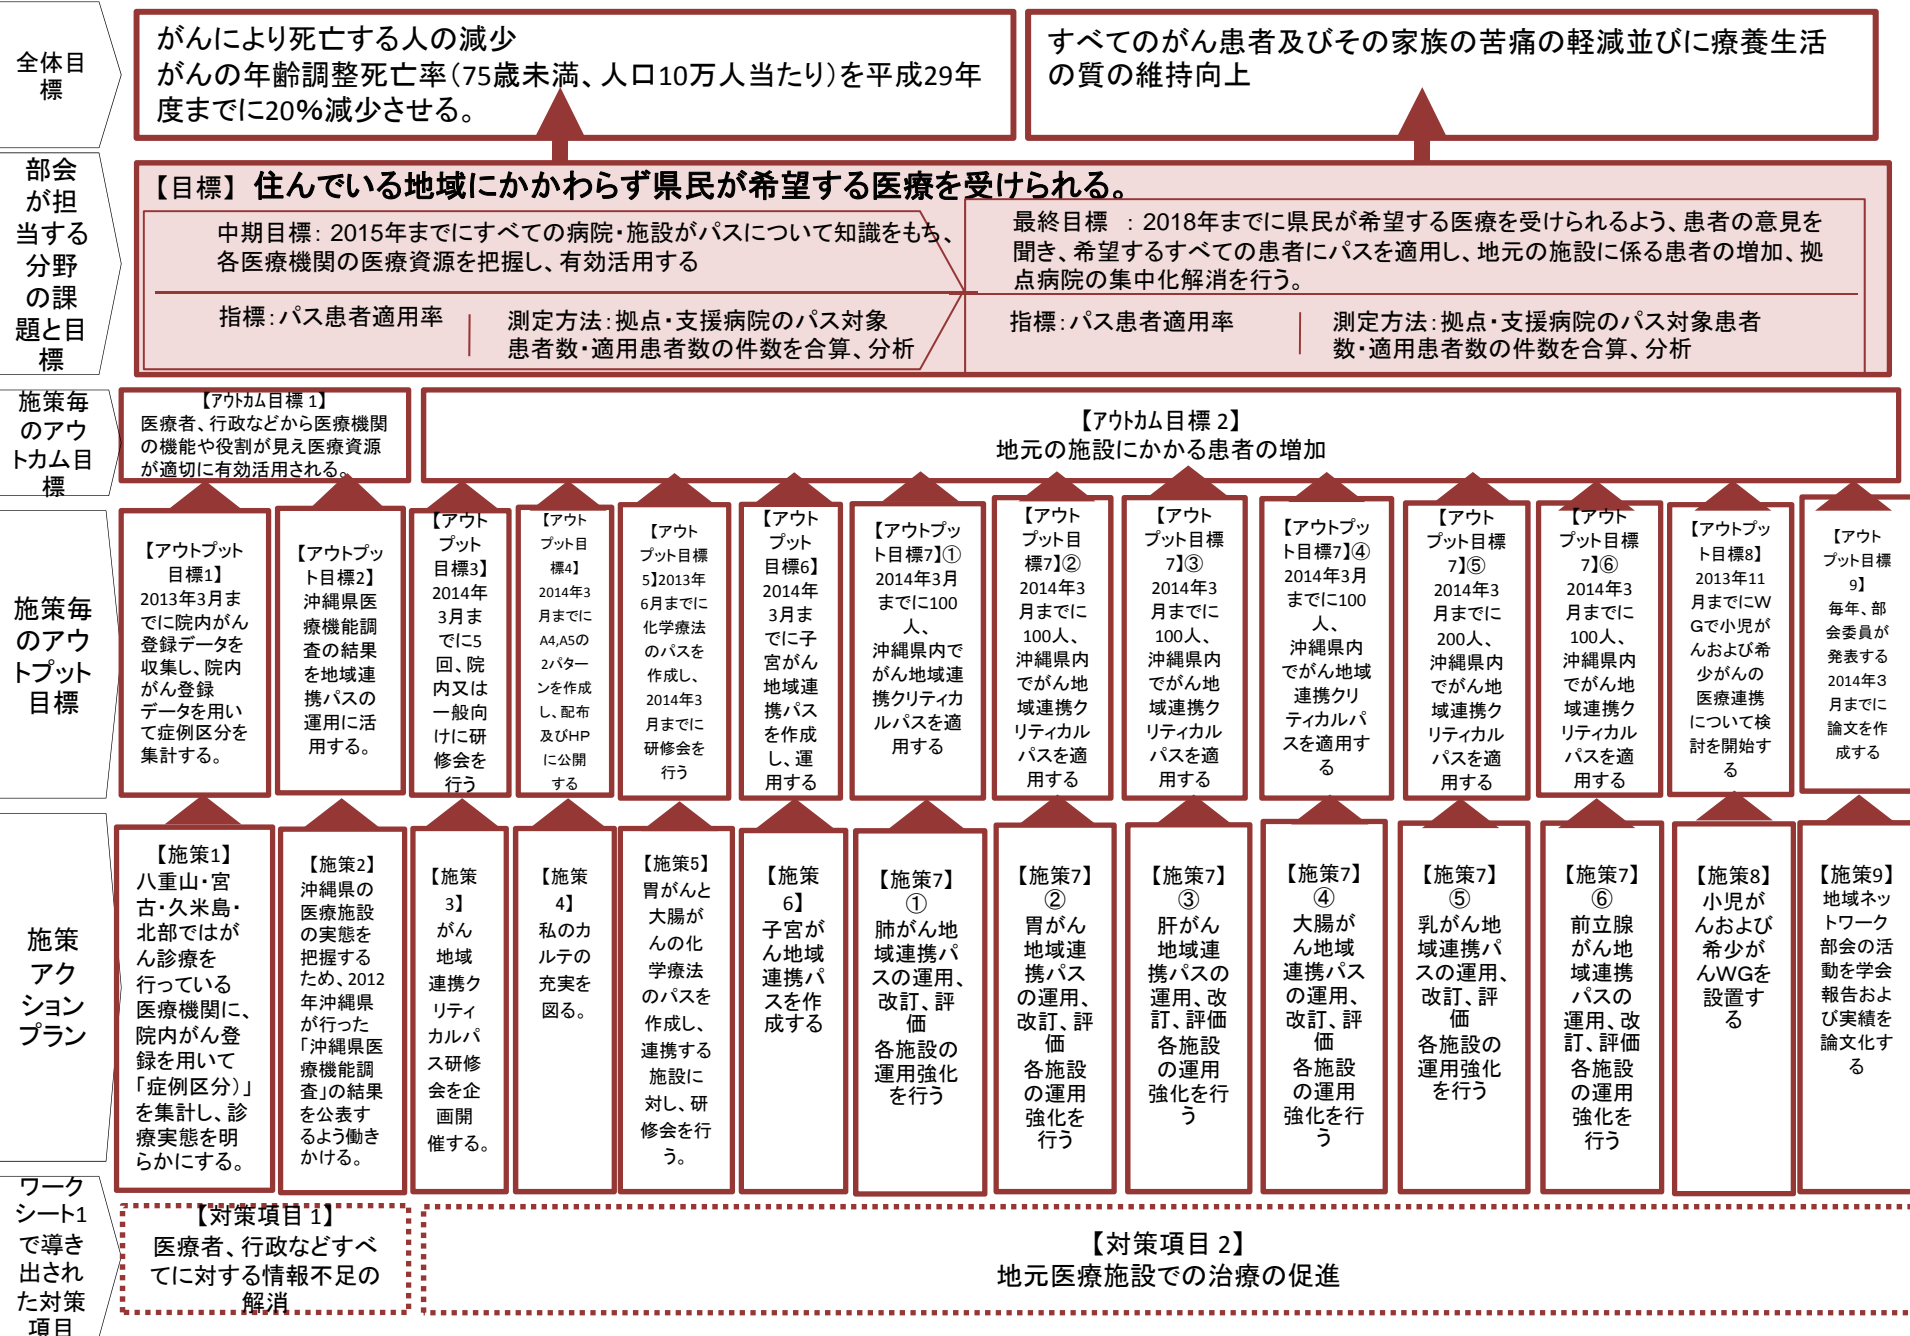 全体目
標
がんにより死亡する人の減少
がんの年齢調整死亡率（75歳未満、人口10万人当たり）を平成29年
度までに20％減少させる。
すべてのがん患者及びその家族の苦痛の軽減並びに療養生活
の質の維持向上
部会
が担
当する
分野
の課
題と目
標
【目標】 住んでいる地域にかかわらず県民が希望する医療を受けられる。
中期目標：2015年までにすべての病院・施設がパスについて知識をもち、
各医療機関の医療資源を把握し、有効活用する
指標：パス患者適用率
測定方法：拠点・支援病院のパス対象
患者数・適用患者数の件数を合算、分析
最終目標 ：2018年までに県民が希望する医療を受けられるよう、患者の意見を
聞き、希望するすべての患者にパスを適用し、地元の施設に係る患者の増加、拠
点病院の集中化解消を行う。
指標：パス患者適用率
測定方法：拠点・支援病院のパス対象患者
数・適用患者数の件数を合算、分析
施策毎
のアウ
トカム目
標
【アウトカム目標 1】
医療者、行政などから医療機関
の機能や役割が見え医療資源
が適切に有効活用される。
【アウトカム目標 2】
地元の施設にかかる患者の増加
施策毎
のアウ
トプット
目標
【アウトプット
目標1】
2013年3月ま
でに院内がん
登録データを
収集し、院内
がん登録
データを用い
て症例区分を
集計する。
【アウトプッ
ト目標2】
沖縄県医
療機能調
査の結果
を地域連
携パスの
運用に活
用する。
【アウト
プット
目標3】
2014年
3月ま
でに5
回、院
内又は
一般向
けに研
修会を
行う
【アウト
プット目
標4】
2014年3
月までに
A4,A5の
2パター
ンを作成
し、配布
及びHP
に公開
する
【アウト
プット目標
5】2013年
6月までに
化学療法
のパスを
作成し、
2014年3
月までに
研修会を
行う
【アウト
プット
目標6】
2014年
3月ま
でに子
宮がん
地域連
携パス
を作成
し、運
用する
【アウトプッ
ト目標7】①
2014年3月
までに100
人、
沖縄県内で
がん地域連
携クリティカ
ルパスを適
用する
【アウト
プット目
標7】②
2014年3
月までに
100人、
沖縄県内
でがん地
域連携ク
リティカル
パスを適
用する
【アウト
プット目標
7】③
2014年3
月までに
100人、
沖縄県内
でがん地
域連携ク
リティカル
パスを適
用する
【アウトプッ
ト目標7】④
2014年3月
までに100
人、
沖縄県内
でがん地域
連携クリ
ティカルパ
スを適用す
る
【アウト
プット目標
7】⑤
2014年3
月までに
200人、
沖縄県内
でがん地
域連携ク
リティカル
パスを適
用する
【アウト
プット目標
7】⑥
2014年3
月までに
100人、
沖縄県内
でがん地
域連携ク
リティカル
パスを適
用する
【アウトプッ
ト目標8】
2013年11
月までにＷ
Ｇで小児が
んおよび希
少がんの
医療連携
について検
討を開始す
る
【アウト
プット目標
9】
毎年、部
会委員が
発表する
2014年３
月までに
論文を作
成する
施策
アク
ション
プラン
【施策1】
八重山・宮
古・久米島・
北部ではが
ん診療を
行っている
医療機関に、
院内がん登
録を用いて
「症例区分）」
を集計し、診
療実態を明
らかにする。
【施策2】
沖縄県の
医療施設
の実態を
把握する
ため、2012
年沖縄県
が行った
「沖縄県医
療機能調
査」の結果
を公表す
るよう働き
かける。
【施策
3】
がん
地域
連携ク
リティ
カルパ
ス研修
会を企
画開
催する。
【施策
4】
私のカ
ルテの
充実を
図る。
【施策5】
胃がんと
大腸が
んの化
学療法
のパスを
作成し、
連携する
施設に
対し、研
修会を行
う。
【施策
6】
子宮が
ん地域
連携パ
スを作
成する
【施策7】
①
肺がん地
域連携パ
スの運用、
改訂、評
価
各施設の
運用強化
を行う
【施策7】
②
胃がん
地域連
携パス
の運用、
改訂、評
価
各施設
の運用
強化を
行う
【施策7】
③
肝がん
地域連
携パスの
運用、改
訂、評価
各施設
の運用
強化を行
う
【施策7】
④
大腸が
ん地域
連携パス
の運用、
改訂、評
価
各施設
の運用
強化を行
う
【施策7】
⑤
乳がん地
域連携パ
スの運用、
改訂、評
価
各施設の
運用強化
を行う
【施策7】
⑥
前立腺
がん地
域連携
パスの
運用、改
訂、評価
各施設
の運用
強化を
行う
【施策8】
小児が
んおよび
希少が
んＷＧを
設置す
る
【施策9】
地域ネッ
トワーク
部会の活
動を学会
報告およ
び実績を
論文化す
る
ワーク
シート1
で導き
出され
た対策
項目
【対策項目 1】
医療者、行政などすべ
てに対する情報不足の
解消
【対策項目 2】
地元医療施設での治療の促進